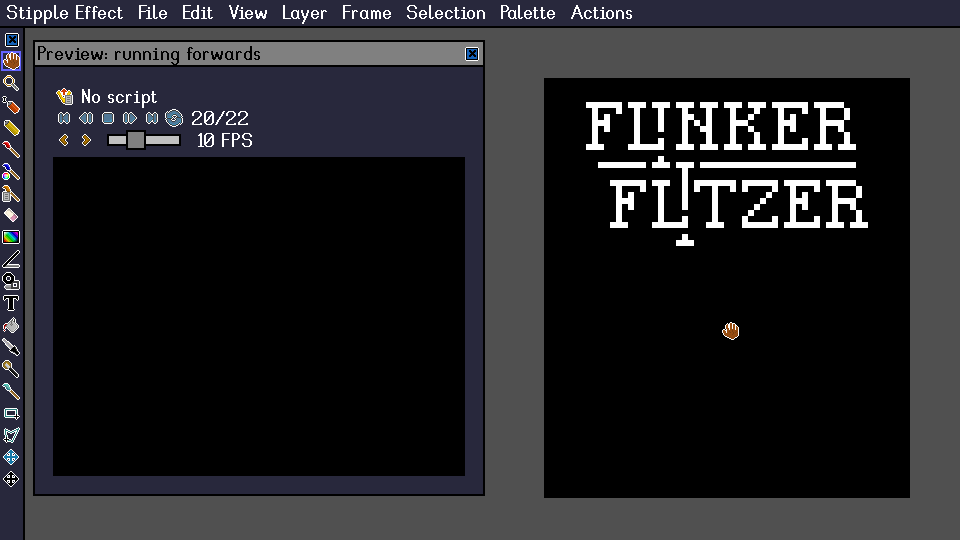 Stipple Effect File Edit View Layer Frame Selection Palette Actions
Preview: running forwards
No script
20/22
10 FPS
FLINKER
FLITZER
T